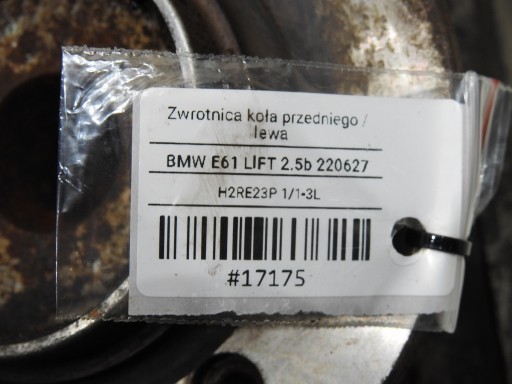 Zwrotnica koła przedniego /
lewa
BMW E61 LIFT 2.5b 220627
H2RE23P 1/1-3L
#17175